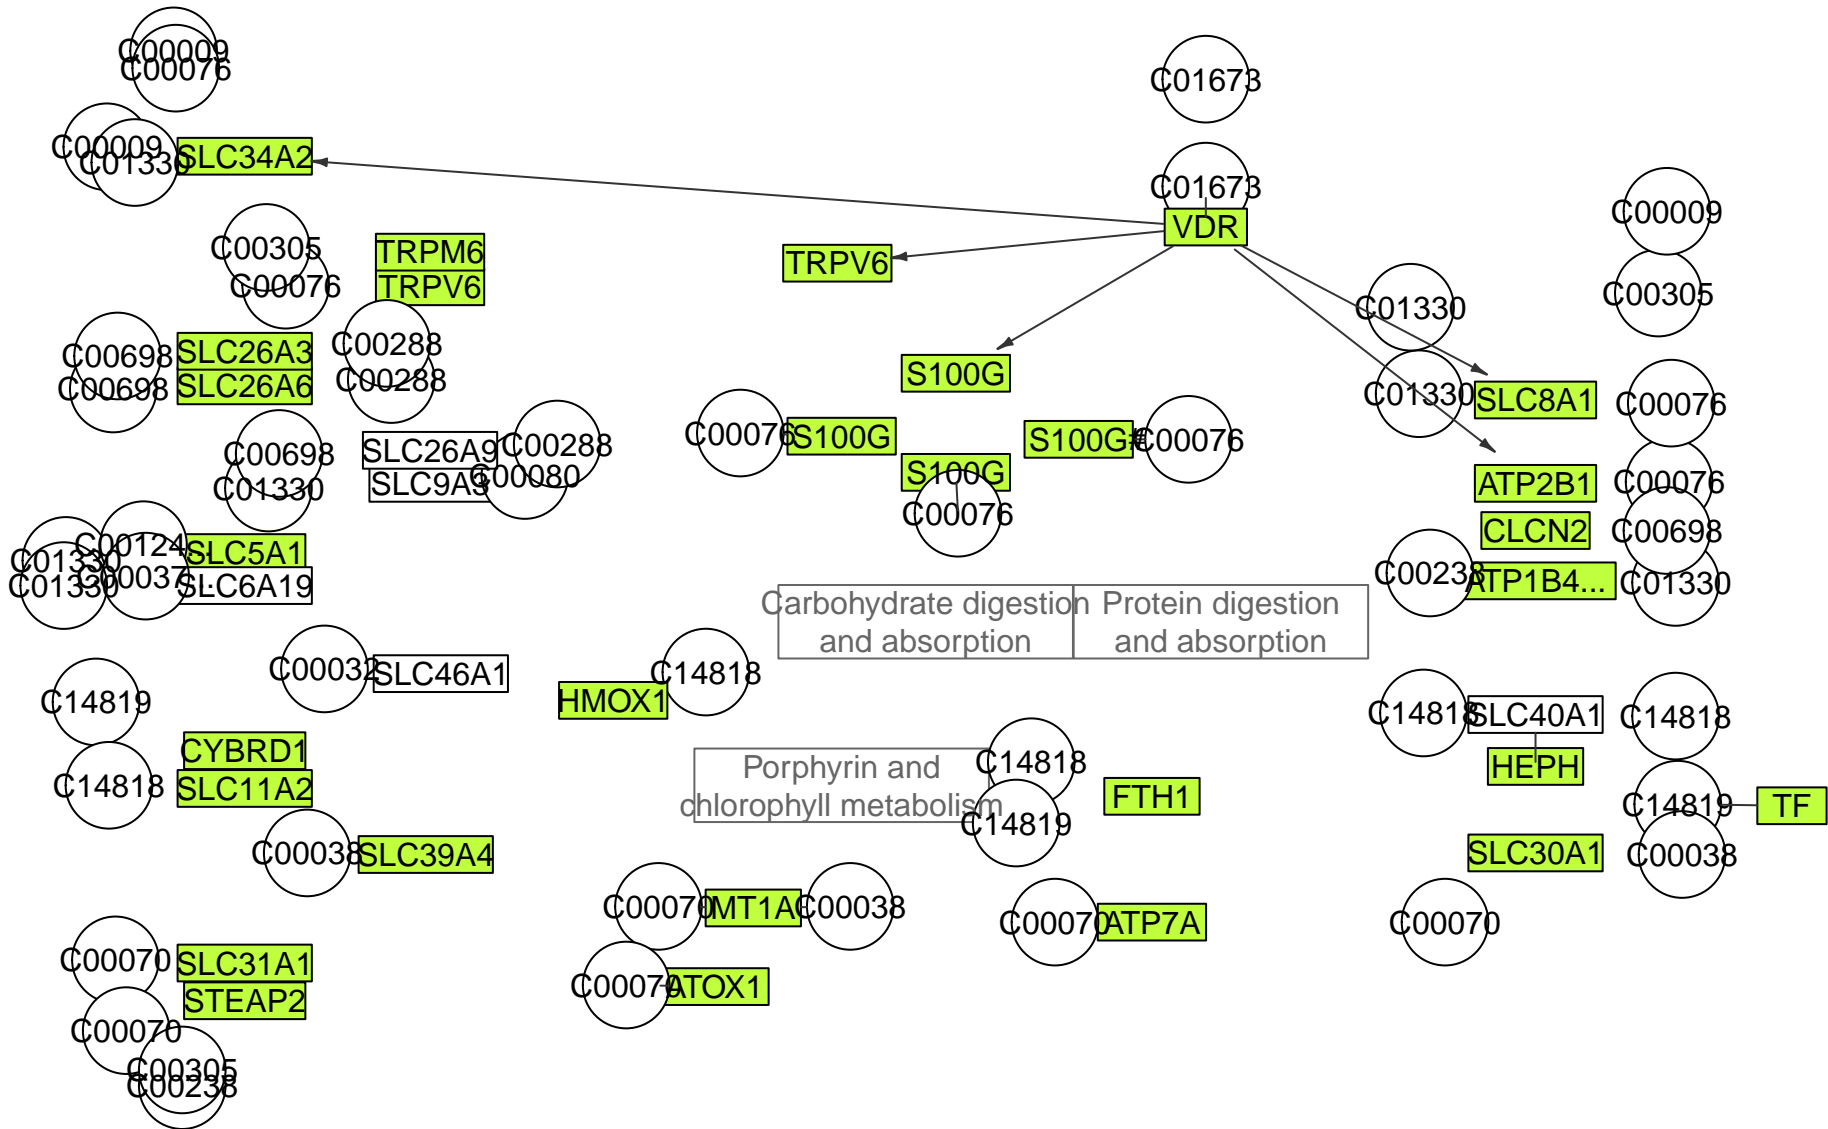 C00009
C00076
C01673
C00009
C01330
SLC34A2
C01673
VDR
C00009
C00305
C00076
TRPM6
TRPV6
TRPV6
C01330
C00305
C00698
C00698
SLC26A3
SLC26A6
C00288
C00288
S100G
C01330
SLC8A1
C00076
C00698
C01330
SLC26A9
SLC9A3
C00288
C00080
C00076
S100G
S100G
C00076
S100G#
C00076
ATP2B1
C00076
CLCN2
C00698
C01330
C01330
C00124...
C00037...
SLC5A1
SLC6A19
C00238
ATP1B4...
C01330
Carbohydrate digestion
and absorption
Protein digestion
and absorption
C00032
SLC46A1
HMOX1
C14818
C14819
C14818
SLC40A1
C14818
CYBRD1
C14818
SLC11A2
Porphyrin and
chlorophyll metabolism
C14818
C14819
FTH1
HEPH
C14819
TF
C00038
SLC39A4
SLC30A1
C00038
C00070
MT1A
C00038
C00070
ATP7A
C00070
C00070
SLC31A1
STEAP2
C00070
ATOX1
C00070
C00305
C00238